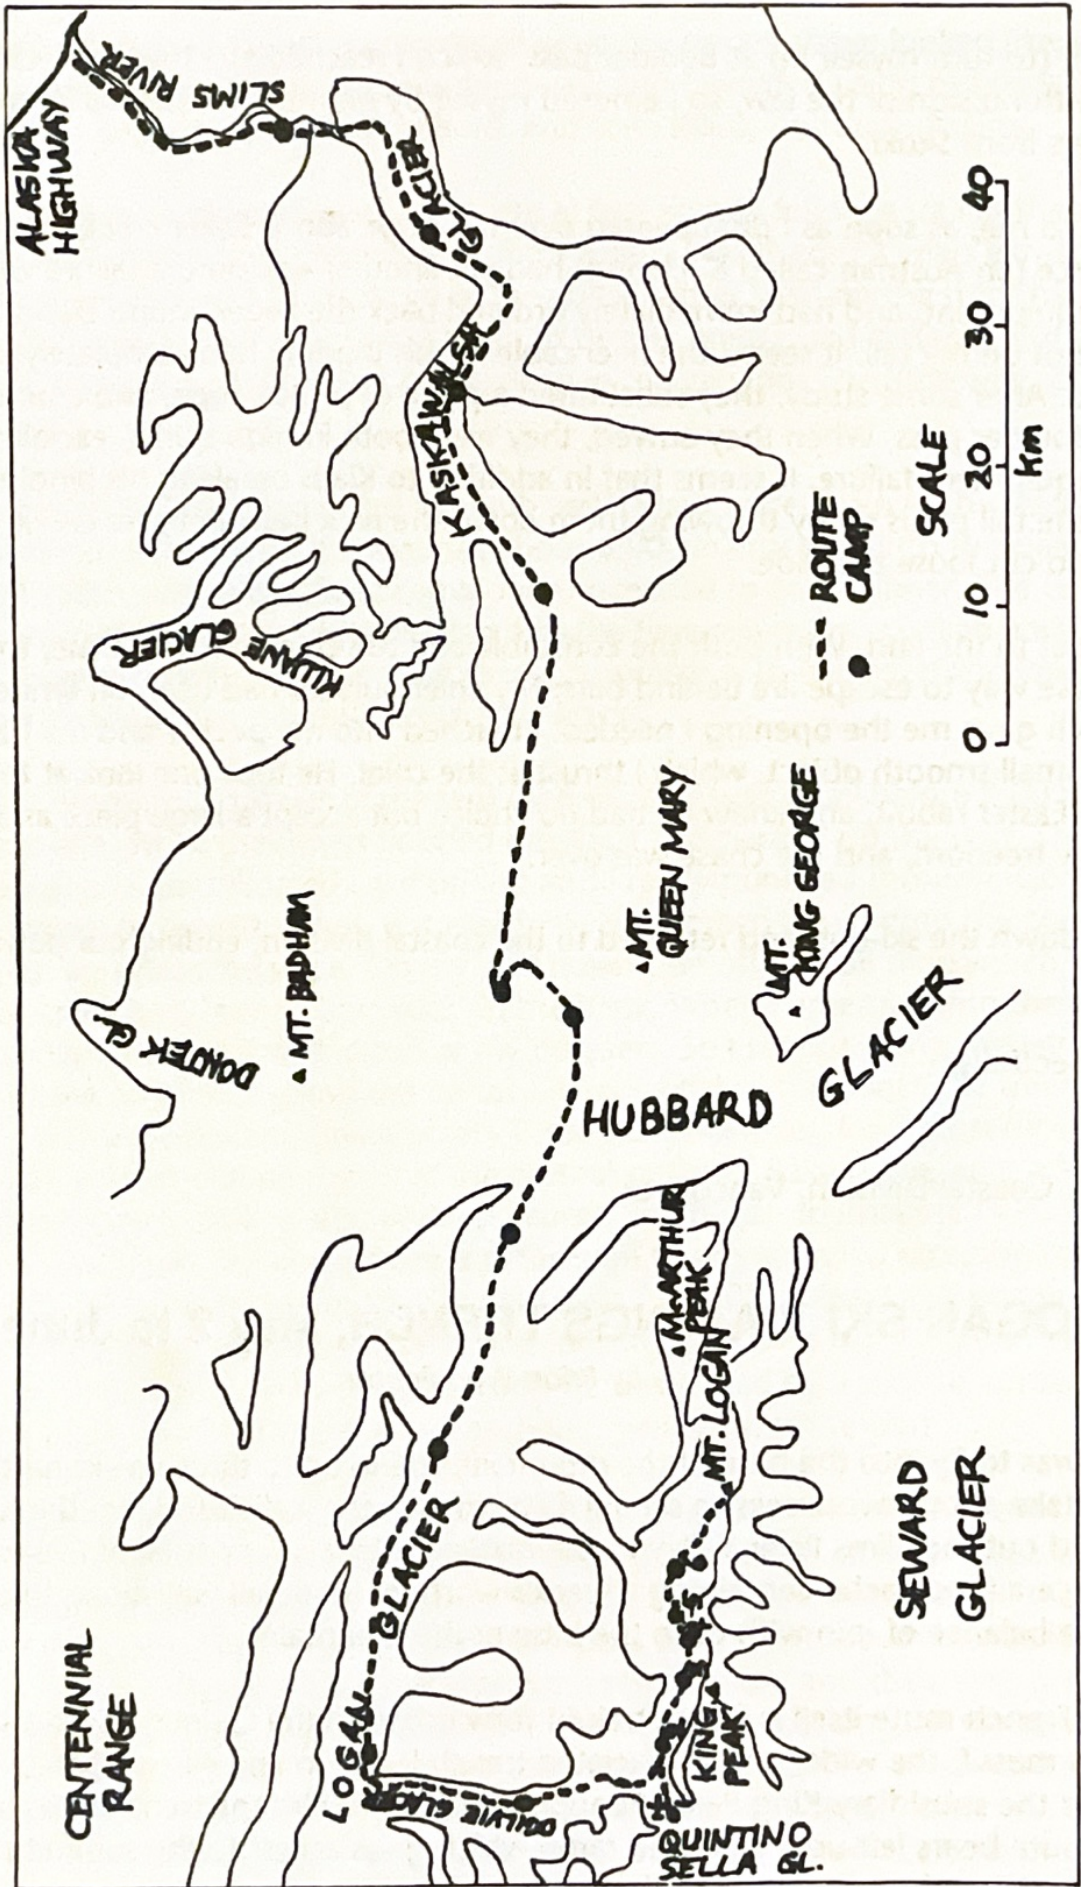 ALASKA
HIGHWAY
SLIMS RIVER
KASKAWALSH
GLACIER
KLUANE GLACIER
DONJEK GL.
MT. BADHAM
MT.
QUEEN MARY
MT.
KING GEORGE
ROUTE
CAMP
SCALE
0 10 20 30 40
km
HUBBARD
GLACIER
MCARTHUR
PEAK
MT. LOGAN
CENTENNIAL
RANGE
LOGAN
GLACIER
OGILVIE GLACIER
KING
PEAK
QUINTINO
SELLA GL.
SEWARD
GLACIER